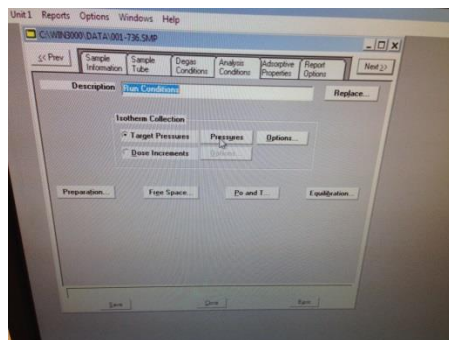 Unit 1 Reports Options Windows Help
C:\WIN3000\DATA\001-736.SMP
<< Prev
Sample Information
Sample Tube
Degas Conditions
Analysis Conditions
Adsorptive Properties
Report Options
Next >>
Description Run Conditions Replace...
Isotherm Collection
Target Pressures Pressures Options...
Dose Increments
Preparation... Free Space... Po and T... Equilibration...
Save Close